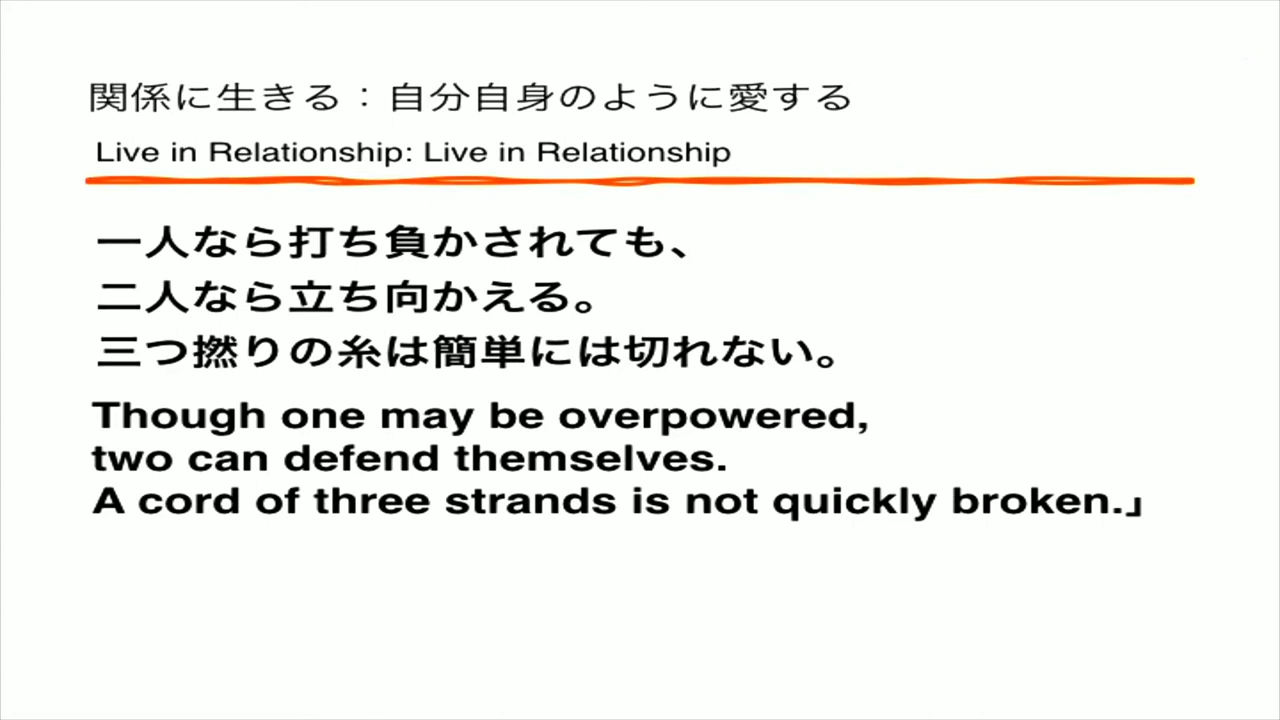 関係に生きる：自分自身のように愛する
Live in Relationship: Live in Relationship
一人なら打ち負かされても、
二人なら立ち向かえる。
三つ撚りの糸は簡単には切れない。
Though one may be overpowered,
two can defend themselves.
A cord of three strands is not quickly broken.」